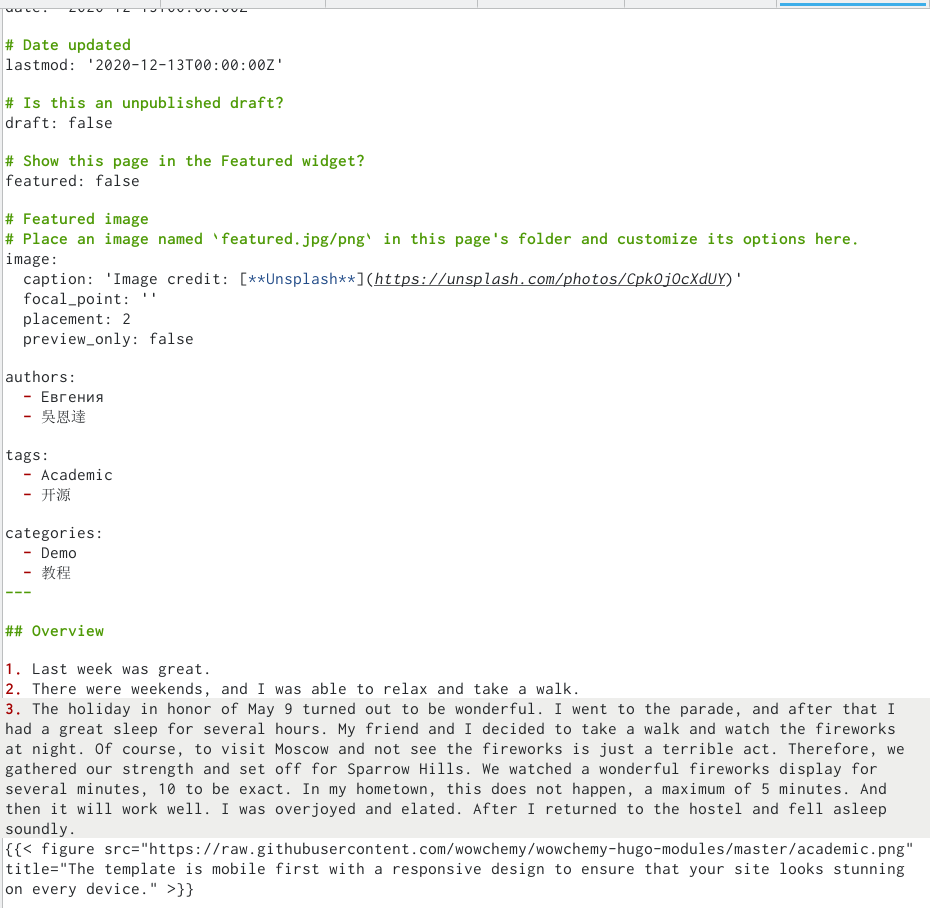 # Date updated
lastmod: '2020-12-13T00:00:00Z'
# Is this an unpublished draft?
draft: false
# Show this page in the Featured widget?
featured: false
# Featured image
# Place an image named `featured.jpg/png` in this page's folder and customize its options here.
image:
  caption: 'Image credit: [**Unsplash**](https://unsplash.com/photos/CpkOjOcXdUY)'
  focal_point: ''
  placement: 2
  preview_only: false
authors:
  - Евгения
  - 吳恩達
tags:
  - Academic
  - 开源
categories:
  - Demo
  - 教程
---
## Overview
1. Last week was great.
2. There were weekends, and I was able to relax and take a walk.
3. The holiday in honor of May 9 turned out to be wonderful. I went to the parade, and after that I
had a great sleep for several hours. My friend and I decided to take a walk and watch the fireworks
at night. Of course, to visit Moscow and not see the fireworks is just a terrible act. Therefore, we
gathered our strength and set off for Sparrow Hills. We watched a wonderful fireworks display for
several minutes, 10 to be exact. In my hometown, this does not happen, a maximum of 5 minutes. And
then it will work well. I was overjoyed and elated. After I returned to the hostel and fell asleep
soundly.
{{< figure src="https://raw.githubusercontent.com/wowchemy/wowchemy-hugo-modules/master/academic.png"
title="The template is mobile first with a responsive design to ensure that your site looks stunning
on every device." >}}